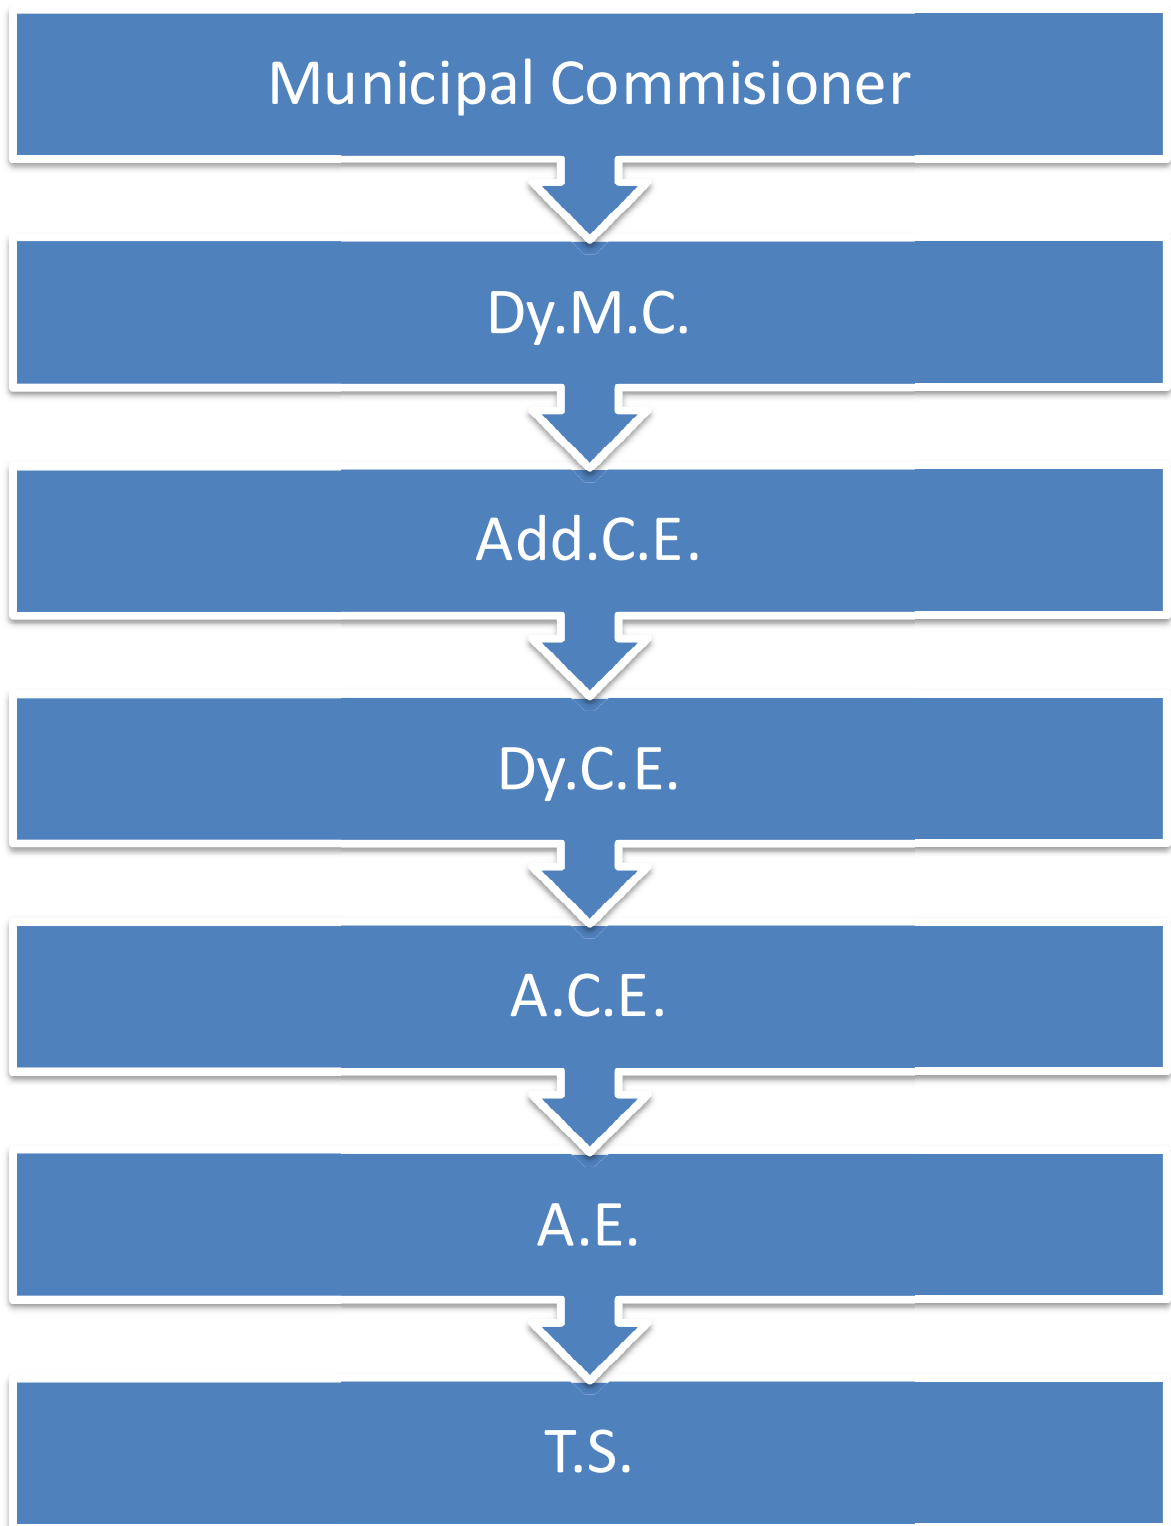 Municipal Commisioner
Dy.M.C.
Add.C.E.
Dy.C.E.
A.C.E.
A.E.
T.S.